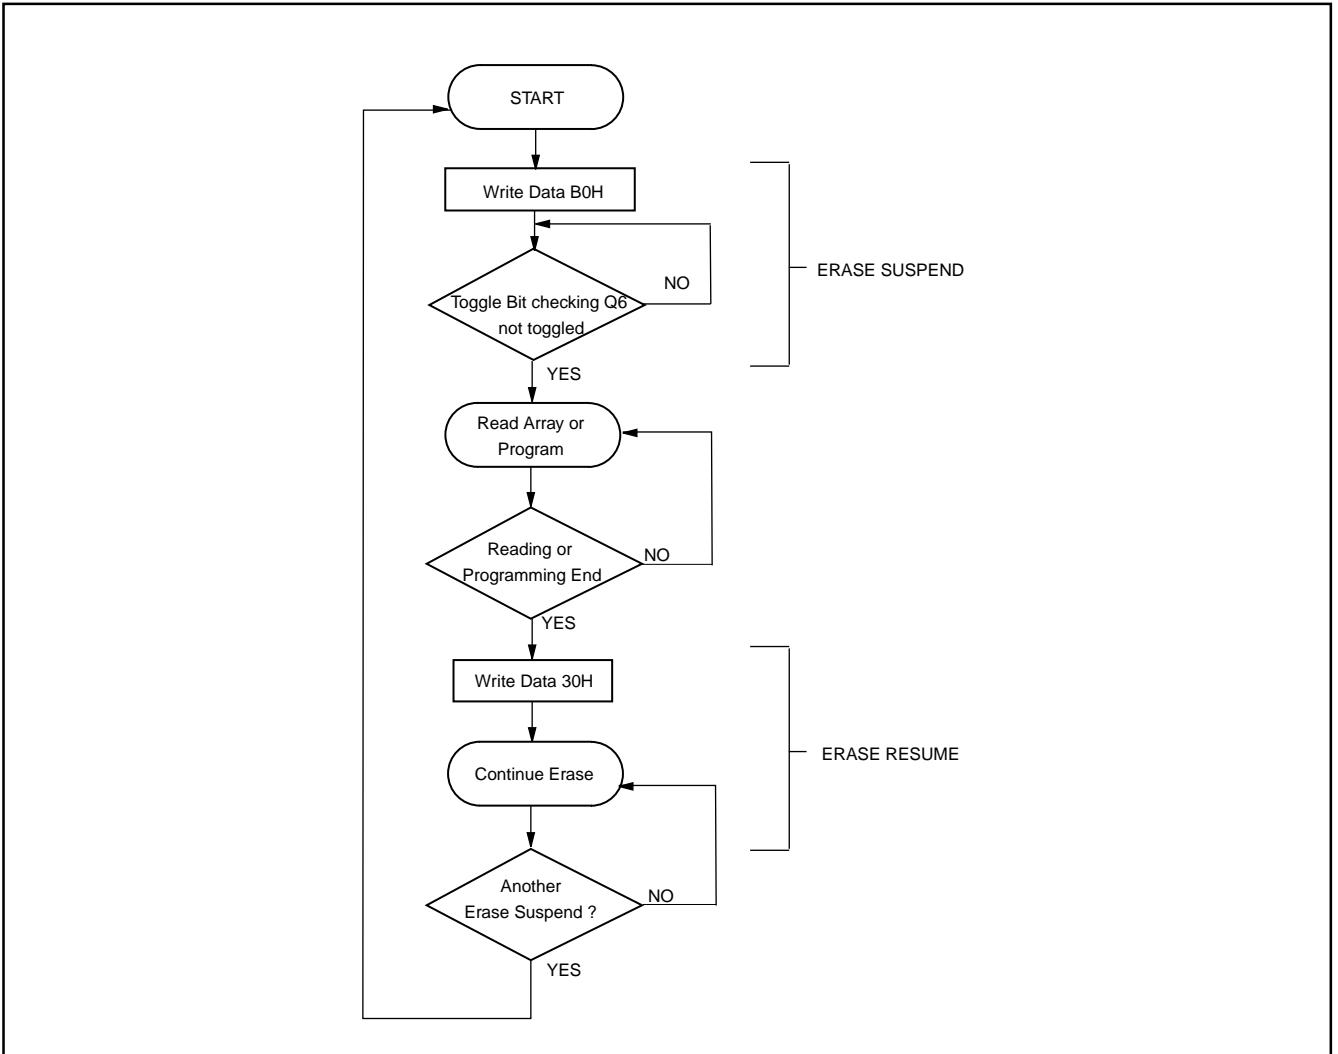 START
Write Data B0H
ERASE SUSPEND
NO
Toggle Bit checking Q6
not toggled
YES
Read Array or
Program
Reading or
Programming End
NO
YES
Write Data 30H
ERASE RESUME
Continue Erase
Another
Erase Suspend ?
NO
YES